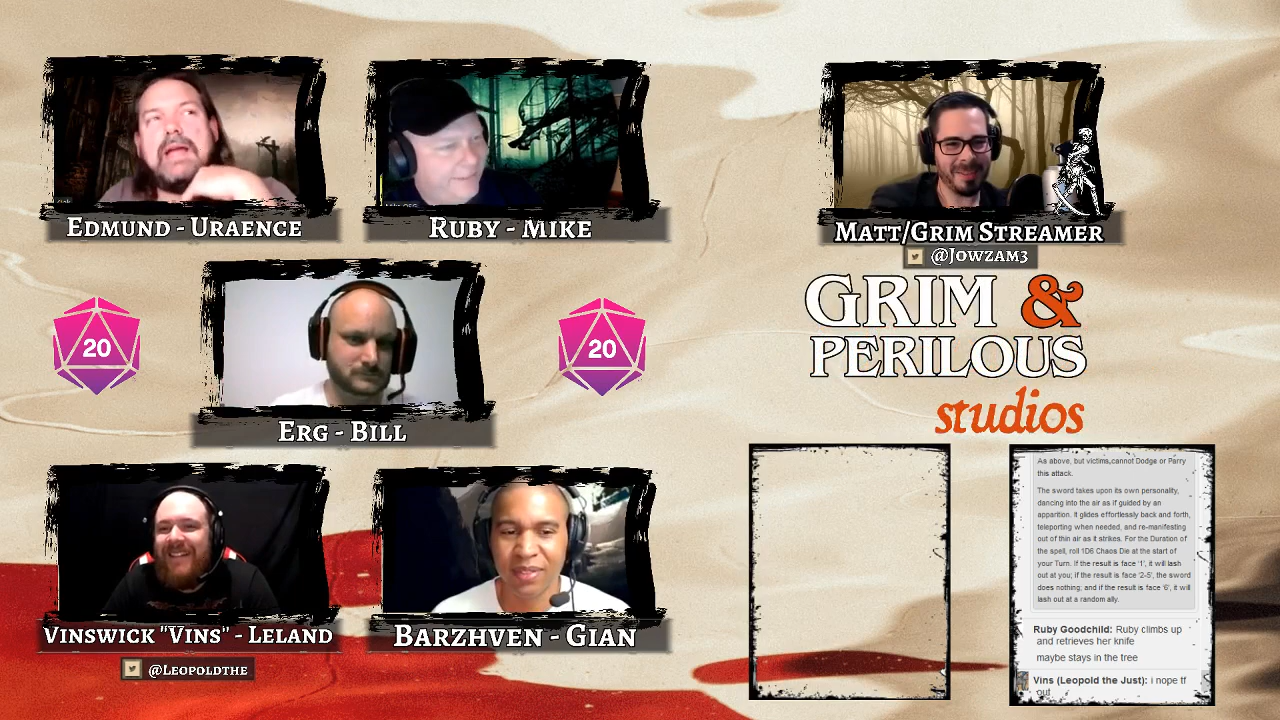 Edmund - Uraence
Ruby - Mike
Matt/Grim Streamer
@Jowzam3
GRIM &
PERILOUS
studios
20
20
Erg - Bill
Vinswick "Vins" - Leland
@Leopoldthe
Barzhven - Gian
As above, but victims cannot Dodge or Parry
this attack.
The sword takes upon its own personality,
dancing into the air as if guided by an
apparition. It glides effortlessly back and forth,
teleporting when needed, and re-manifesting
out of thin air as it strikes. For the Duration of
the spell, roll 1D6 Chaos Die at the start of
your Turn. If the result is face '1', it will lash
out at you; if the result is face '2-5', the sword
does nothing; and if the result is face '6', it will
lash out at a random ally.
Ruby Goodchild: Ruby climbs up
and retrieves her knife
maybe stays in the tree
Vins (Leopold the Just): i nope tf
out